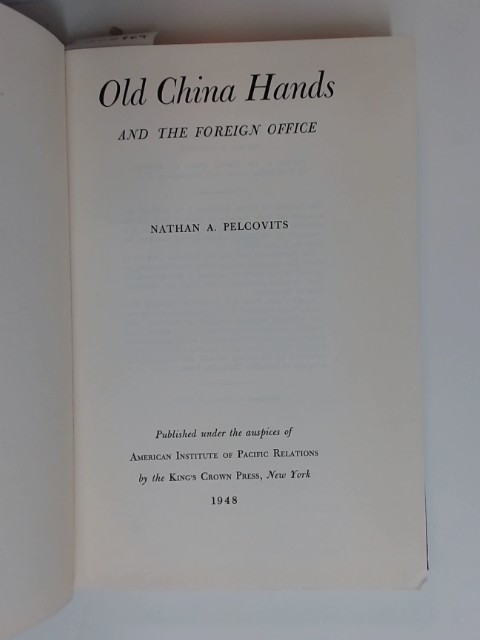 Old China Hands
AND THE FOREIGN OFFICE
NATHAN A. PELCOVITS
Published under the auspices of
AMERICAN INSTITUTE OF PACIFIC RELATIONS
by the KING'S CROWN PRESS, New York
1948